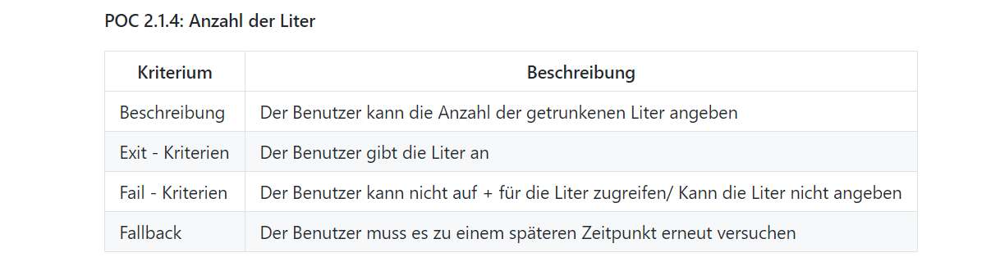 POC 2.1.4: Anzahl der Liter
Kriterium Beschreibung
Beschreibung Der Benutzer kann die Anzahl der getrunkenen Liter angeben
Exit - Kriterien Der Benutzer gibt die Liter an
Fail - Kriterien Der Benutzer kann nicht auf + für die Liter zugreifen/ Kann die Liter nicht angeben
Fallback Der Benutzer muss es zu einem späteren Zeitpunkt erneut versuchen